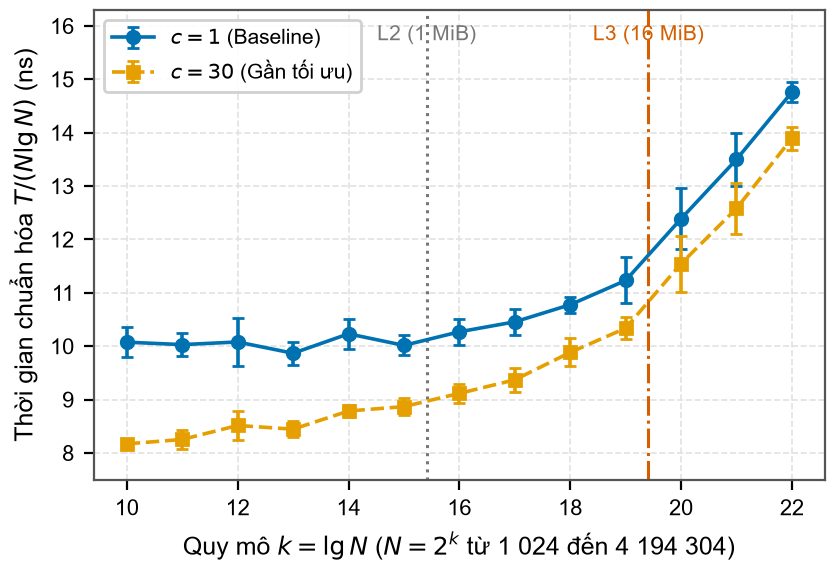 Thời gian chuẩn hóa T/(N lg N) (ns)
16
15
14
13
12
11
10
9
8
c = 1 (Baseline)
c = 30 (Gần tối ưu)
L2 (1 MiB)
L3 (16 MiB)
10 12 14 16 18 20 22
Quy mô k = lg N (N = 2^k từ 1 024 đến 4 194 304)